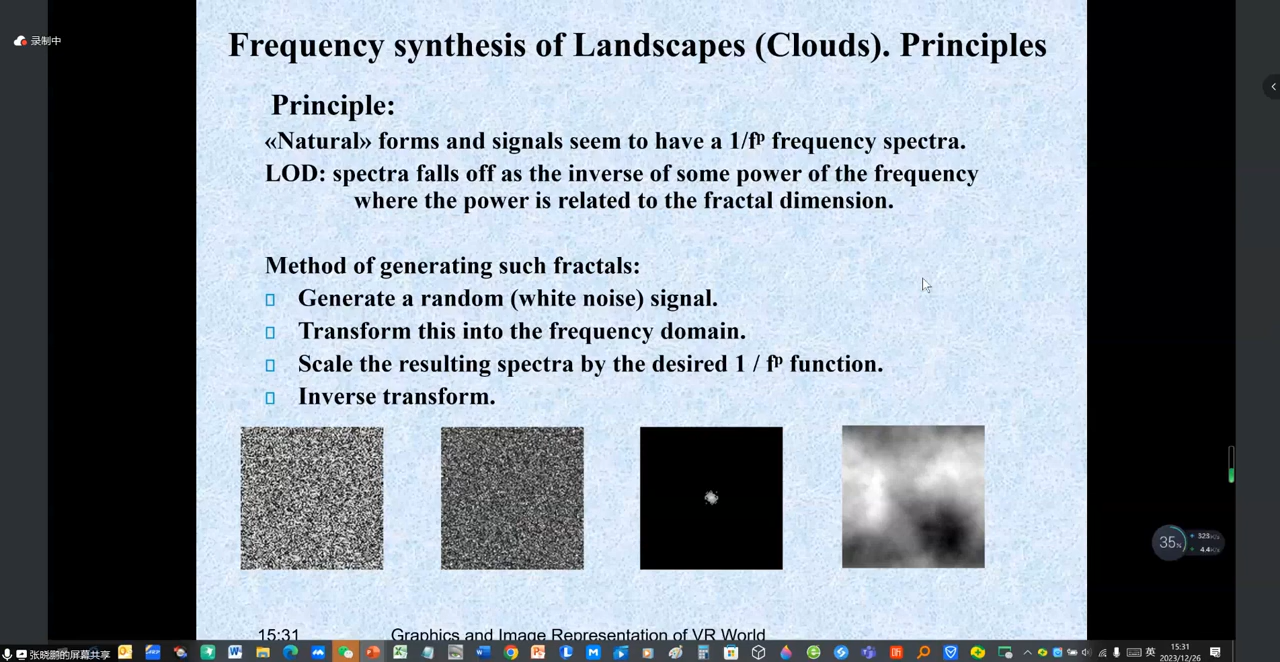 录制中
Frequency synthesis of Landscapes (Clouds). Principles
Principle:
«Natural» forms and signals seem to have a 1/fᵖ frequency spectra.
LOD: spectra falls off as the inverse of some power of the frequency
where the power is related to the fractal dimension.
Method of generating such fractals:
Generate a random (white noise) signal.
Transform this into the frequency domain.
Scale the resulting spectra by the desired 1 / fᵖ function.
Inverse transform.
35%
323K/s
4.4K/s
15:31
Graphics and Image Representation of VR World
张晓鹏的屏幕共享
英
15:31
2023/12/26